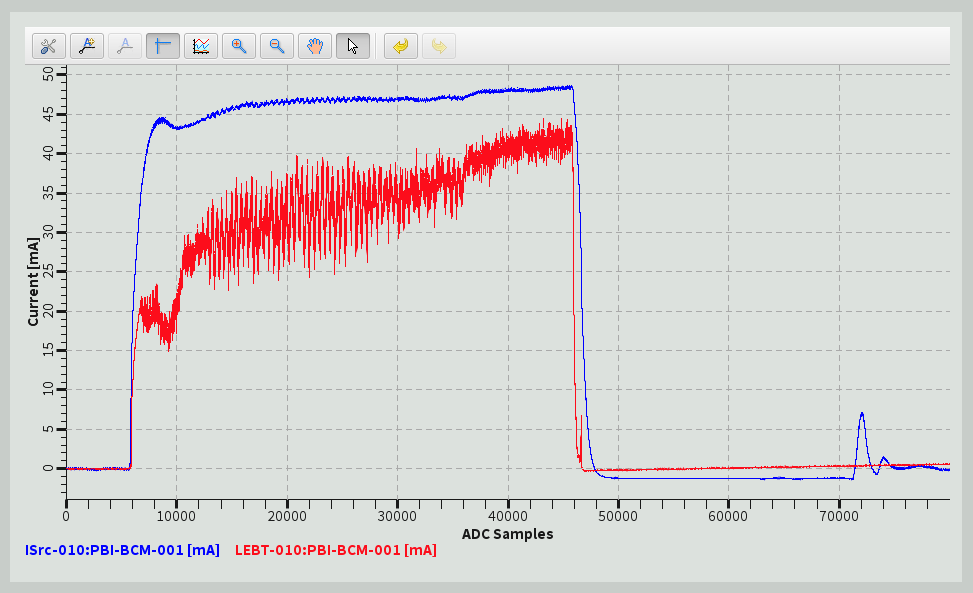 50
45
40
35
30
25
20
15
10
5
0
Current [mA]
0 10000 20000 30000 40000 50000 60000 70000
ADC Samples
ISrc-010:PBI-BCM-001 [mA] LEBT-010:PBI-BCM-001 [mA]